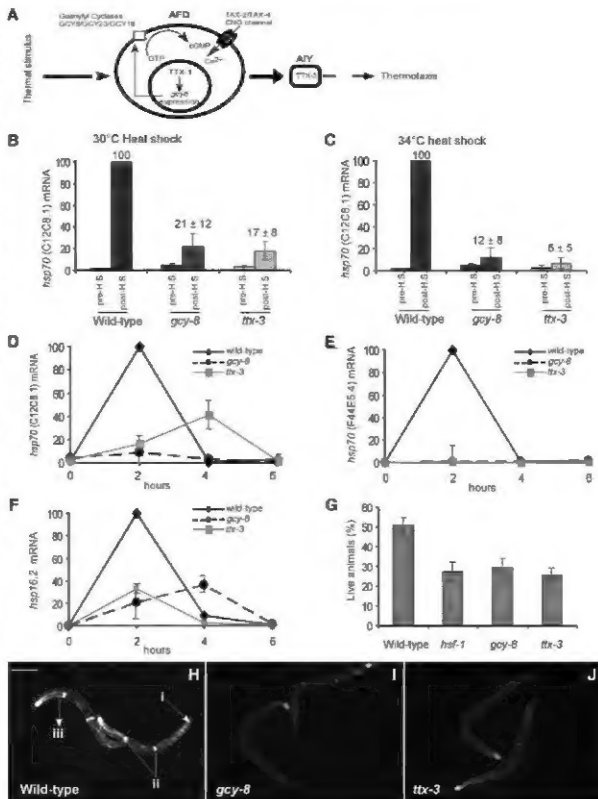 A
Guanylyl Cyclases
GCY8/GCY23/GCY18
AFD
TAX-2/TAX-4
CNG channel
cGMP
GTP
Ca2+
TTX-1
gcy8
expression
Thermal stimulus
AIY
TTX-3
Thermotaxis
B
30°C Heat shock
hsp70 (C12C8.1) mRNA
100
80
60
40
20
0
100
21 ± 12
17 ± 8
pre-H.S.
post-H.S.
pre-H.S.
post-H.S.
pre-H.S.
post-H.S.
Wild-type
gcy-8
ttx-3
C
34°C Heat shock
hsp70 (C12C8.1) mRNA
100
80
60
40
20
0
100
12 ± 8
6 ± 5
pre-H.S.
post-H.S.
pre-H.S.
post-H.S.
pre-H.S.
post-H.S.
Wild-type
gcy-8
ttx-3
D
hsp70 (C12C8.1) mRNA
100
80
60
40
20
0
wild-type
gcy-8
ttx-3
0 2 4 6
hours
E
hsp70 (F44E5.4) mRNA
100
80
60
40
20
0
wild-type
gcy-8
ttx-3
0 2 4 6
hours
F
hsp16.2 mRNA
100
80
60
40
20
0
wild-type
gcy-8
ttx-3
0 2 4 6
hours
G
Live animals (%)
60
50
40
30
20
10
0
Wild-type
hsf-1
gcy-8
ttx-3
H
i
ii
iii
Wild-type
I
gcy-8
J
ttx-3